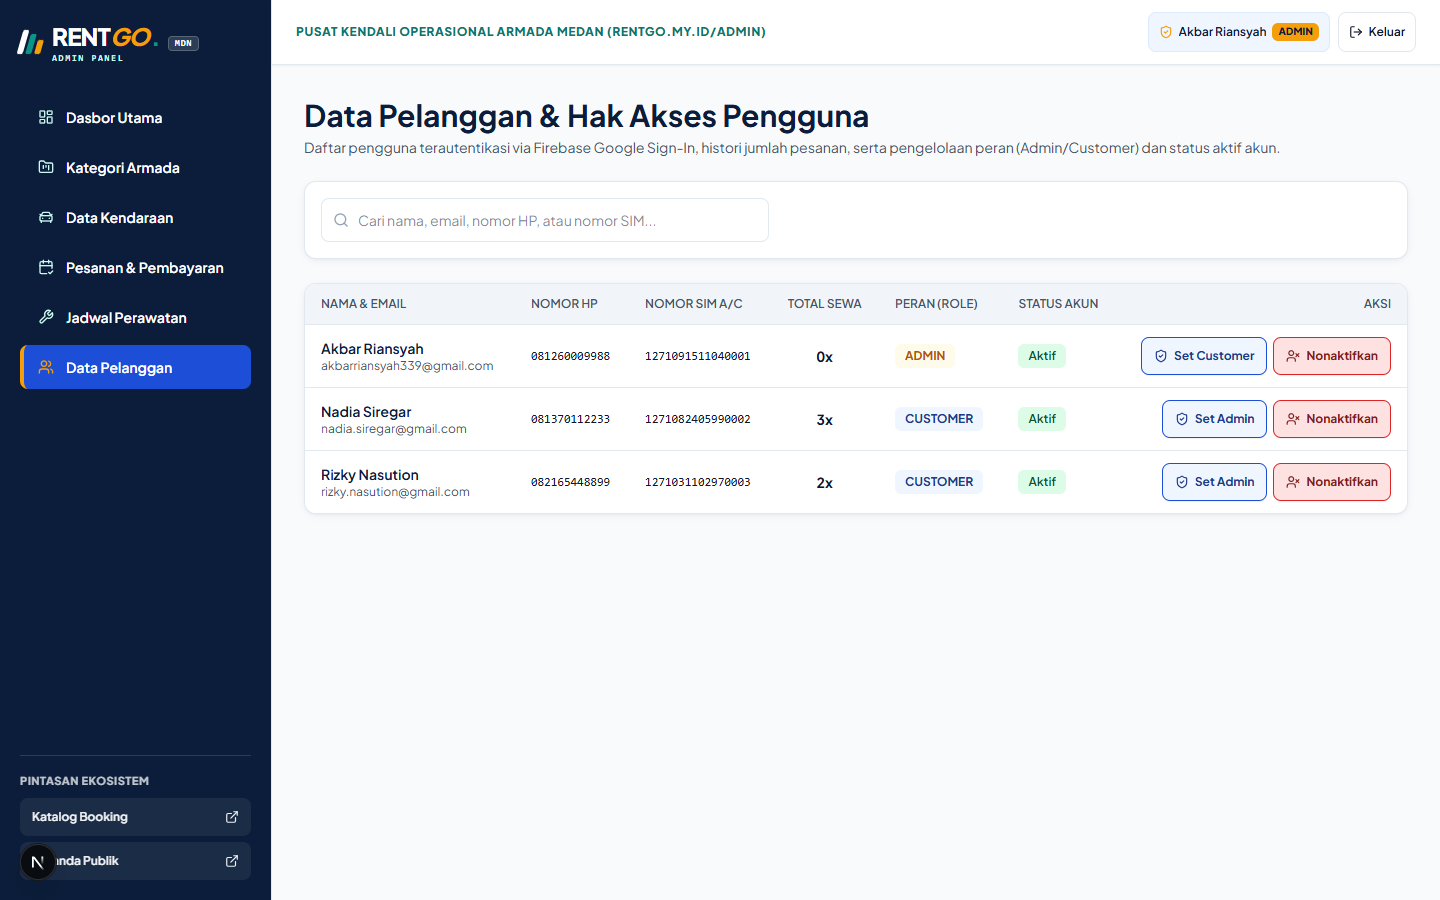 RENTGO. MDN
ADMIN PANEL
Dasbor Utama
Kategori Armada
Data Kendaraan
Pesanan & Pembayaran
Jadwal Perawatan
Data Pelanggan
PINTASAN EKOSISTEM
Katalog Booking
N anda Publik
PUSAT KENDALI OPERASIONAL ARMADA MEDAN (RENTGO.MY.ID/ADMIN)
Akbar Riansyah ADMIN
Keluar
Data Pelanggan & Hak Akses Pengguna
Daftar pengguna terautentikasi via Firebase Google Sign-In, histori jumlah pesanan, serta pengelolaan peran (Admin/Customer) dan status aktif akun.
Cari nama, email, nomor HP, atau nomor SIM...
NAMA & EMAIL NOMOR HP NOMOR SIM A/C TOTAL SEWA PERAN (ROLE) STATUS AKUN AKSI
Akbar Riansyah 081260009988 1271091511040001 0x ADMIN Aktif Set Customer Nonaktifkan
akbarriansyah339@gmail.com
Nadia Siregar 081370112233 1271082405990002 3x CUSTOMER Aktif Set Admin Nonaktifkan
nadia.siregar@gmail.com
Rizky Nasution 082165448899 1271031102970003 2x CUSTOMER Aktif Set Admin Nonaktifkan
rizky.nasution@gmail.com